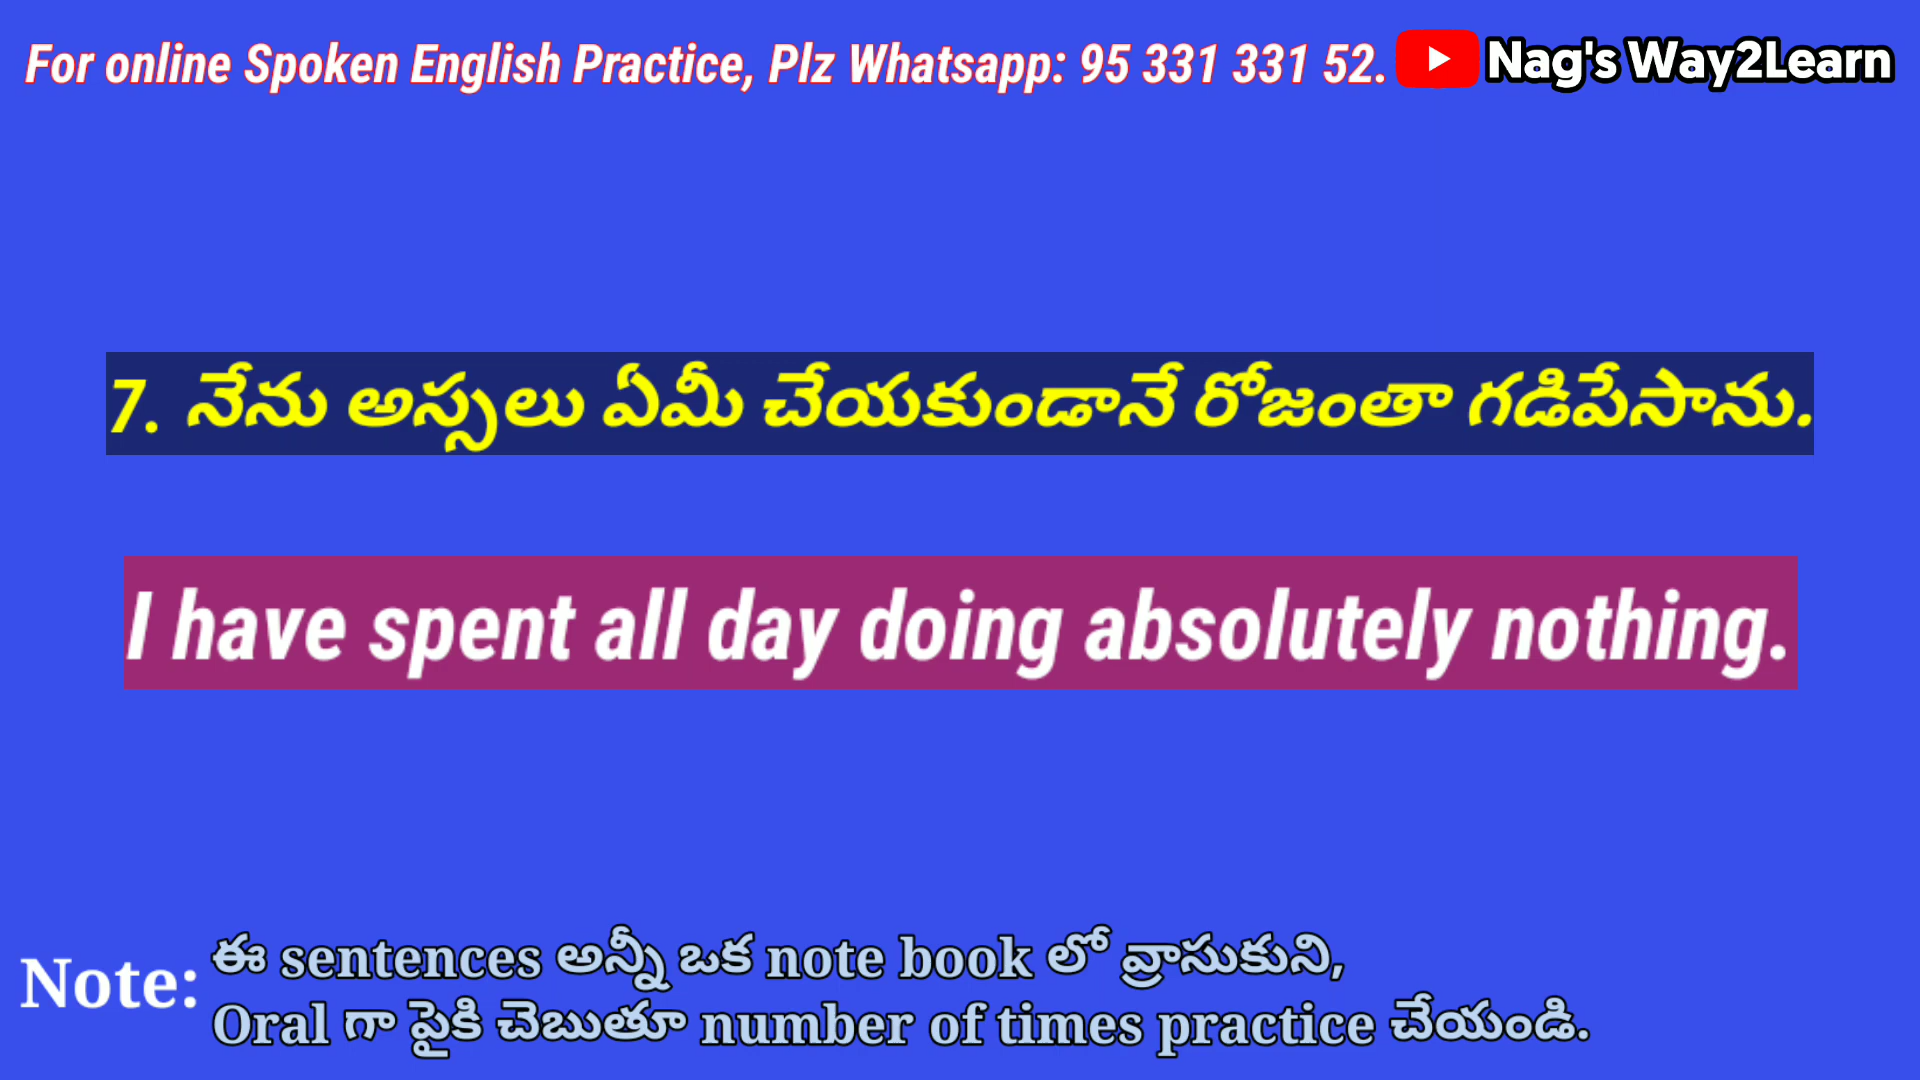 For online Spoken English Practice, Plz Whatsapp: 95 331 331 52. Nag's Way2Learn
7. నేను అస్సలు ఏమీ చేయకుండానే రోజంతా గడిపేసాను.
I have spent all day doing absolutely nothing.
Note: ఈ sentences అన్నీ ఒక note book లో వ్రాసుకుని,
Oral గా పైకి చెబుతూ number of times practice చేయండి.